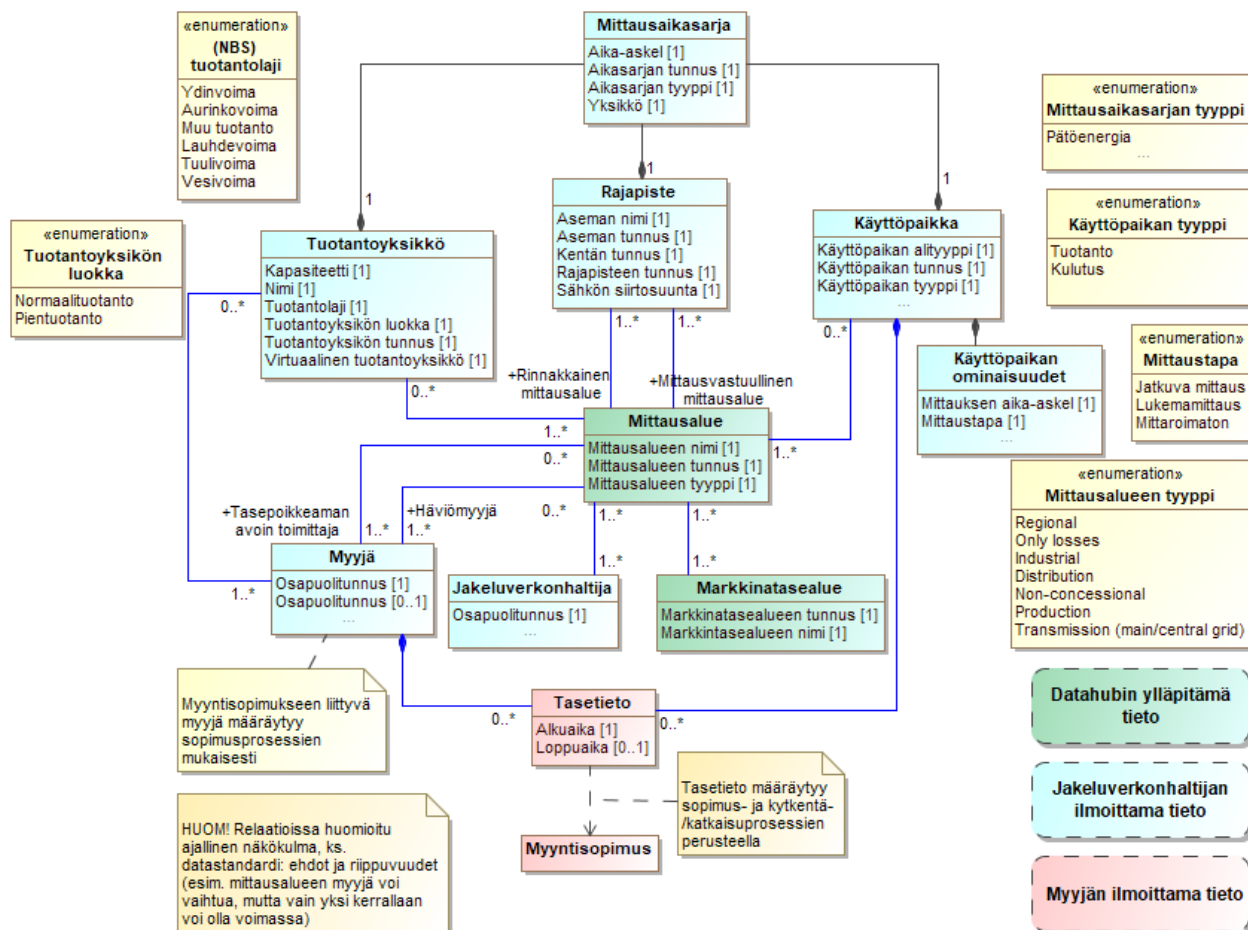 «enumeration»
(NBS)
tuotantolaji
Ydinvoima
Aurinkovoima
Muu tuotanto
Lauhdevoima
Tuulivoima
Vesivoima
Mittausaikasarja
Aika-askel [1]
Aikasarjan tunnus [1]
Aikasarjan tyyppi [1]
Yksikkö [1]
«enumeration»
Mittausaikasarjan tyyppi
Pätöenergia
...
1
1
1
«enumeration»
Tuotantoyksikön
luokka
Normaalituotanto
Pientuotanto
Tuotantoyksikkö
Kapasiteetti [1]
Nimi [1]
Tuotantolaji [1]
Tuotantoyksikön luokka [1]
Tuotantoyksikön tunnus [1]
Virtuaalinen tuotantoyksikkö [1]
Rajapiste
Aseman nimi [1]
Aseman tunnus [1]
Kentän tunnus [1]
Rajapisteen tunnus [1]
Sähkön siirtosuunta [1]
Käyttöpaikka
Käyttöpaikan alityyppi [1]
Käyttöpaikan tunnus [1]
Käyttöpaikan tyyppi [1]
...
«enumeration»
Käyttöpaikan tyyppi
Tuotanto
Kulutus
0..*
1..*
1..*
0..*
Käyttöpaikan
ominaisuudet
Mittauksen aika-askel [1]
Mittaustapa [1]
...
«enumeration»
Mittaustapa
Jatkuva mittaus
Lukemamittaus
Mittaroimaton
+Rinnakkainen
mittausalue
+Mittausvastuullinen
mittausalue
0..*
1..*
0..*
1..*
Mittausalue
Mittausalueen nimi [1]
Mittausalueen tunnus [1]
Mittausalueen tyyppi [1]
«enumeration»
Mittausalueen tyyppi
Regional
Only losses
Industrial
Distribution
Non-concessional
Production
Transmission (main/central grid)
+Tasepoikkeaman
avoin toimittaja
+Häviömyyjä
0..*
1..*
1..*
1..*
1..*
1..*
1..*
1..*
Myyjä
Osapuolitunnus [1]
Osapuolitunnus [0..1]
...
Jakeluverkonhaltija
Osapuolitunnus [1]
...
Markkinatasealue
Markkinatasealueen tunnus [1]
Markkintasealueen nimi [1]
Myyntisopimukseen liittyvä
myyjä määräytyy
sopimusprosessien
mukaisesti
0..*
0..*
Tasetieto
Alkuaika [1]
Loppuaika [0..1]
Tasetieto määräytyy
sopimus- ja kytkentä-
/katkaisuprosessien
perusteella
Myyntisopimus
HUOM! Relaatioissa huomioitu
ajallinen näkökulma, ks.
datastandardi: ehdot ja riippuvuudet
(esim. mittausalueen myyjä voi
vaihtua, mutta vain yksi kerrallaan
voi olla voimassa)
Datahubin ylläpitämä
tieto
Jakeluverkonhaltijan
ilmoittama tieto
Myyjän ilmoittama tieto